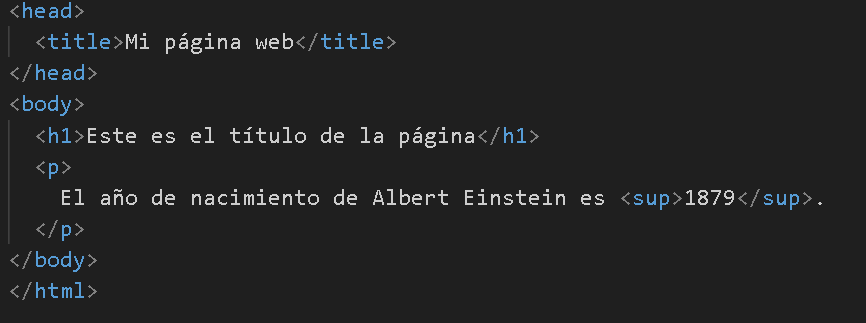 <head>
<title>Mi página web</title>
</head>
<body>
<h1>Este es el título de la página</h1>
<p>
El año de nacimiento de Albert Einstein es <sup>1879</sup>.
</p>
</body>
</html>